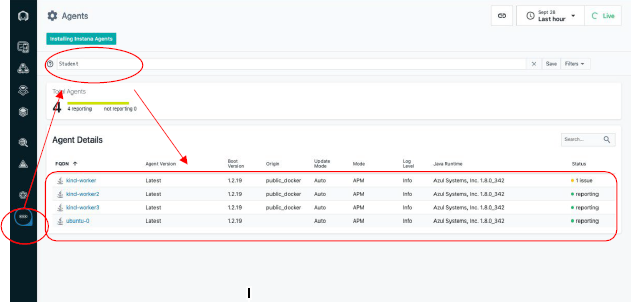 Agents
Sept 28
Last hour
Live
Installing Instana Agents
Student
Save
Filters
Total Agents
4
4 reporting
not reporting 0
Agent Details
Search...
FQDN ↑ Agent Version Boot Version Origin Update Mode Mode Log Level Java Runtime Status
kind-worker Latest 1.2.19 public_docker Auto APM Info Azul Systems, Inc. 1.8.0_342 1 issue
kind-worker2 Latest 1.2.19 public_docker Auto APM Info Azul Systems, Inc. 1.8.0_342 reporting
kind-worker3 Latest 1.2.19 public_docker Auto APM Info Azul Systems, Inc. 1.8.0_342 reporting
ubuntu-0 Latest 1.2.19 Auto APM Info Azul Systems, Inc. 1.8.0_342 reporting